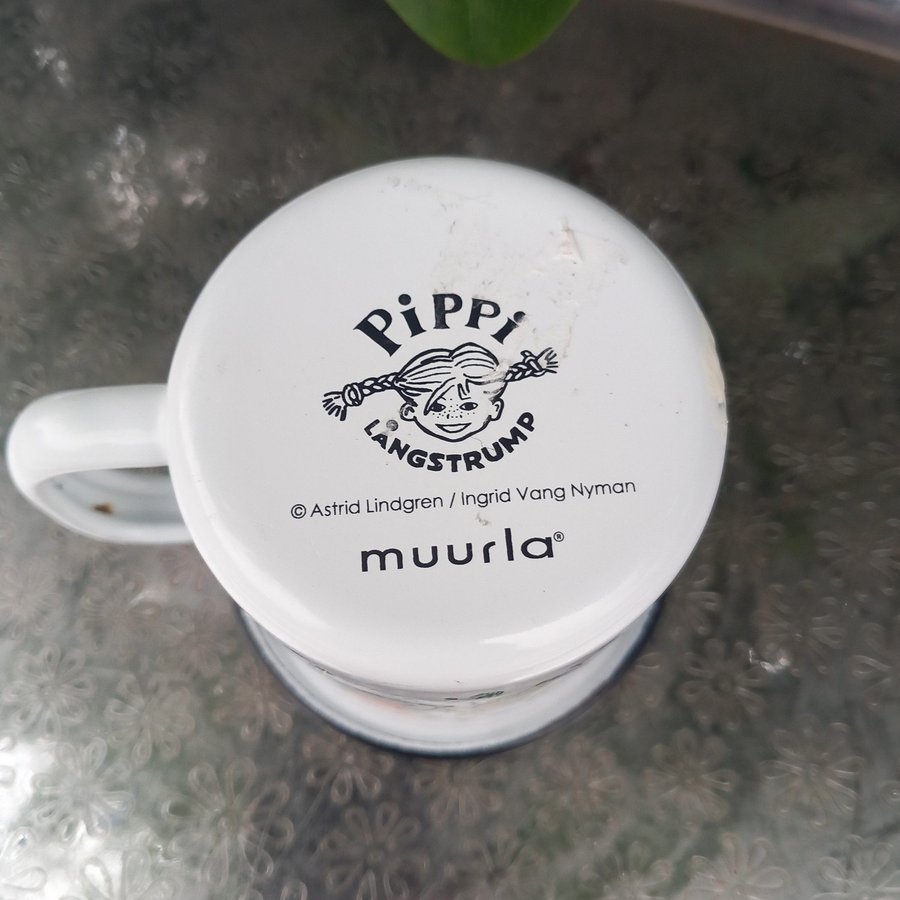 PiPPi
LÅNGSTRUMP
© Astrid Lindgren / Ingrid Vang Nyman
muurla®